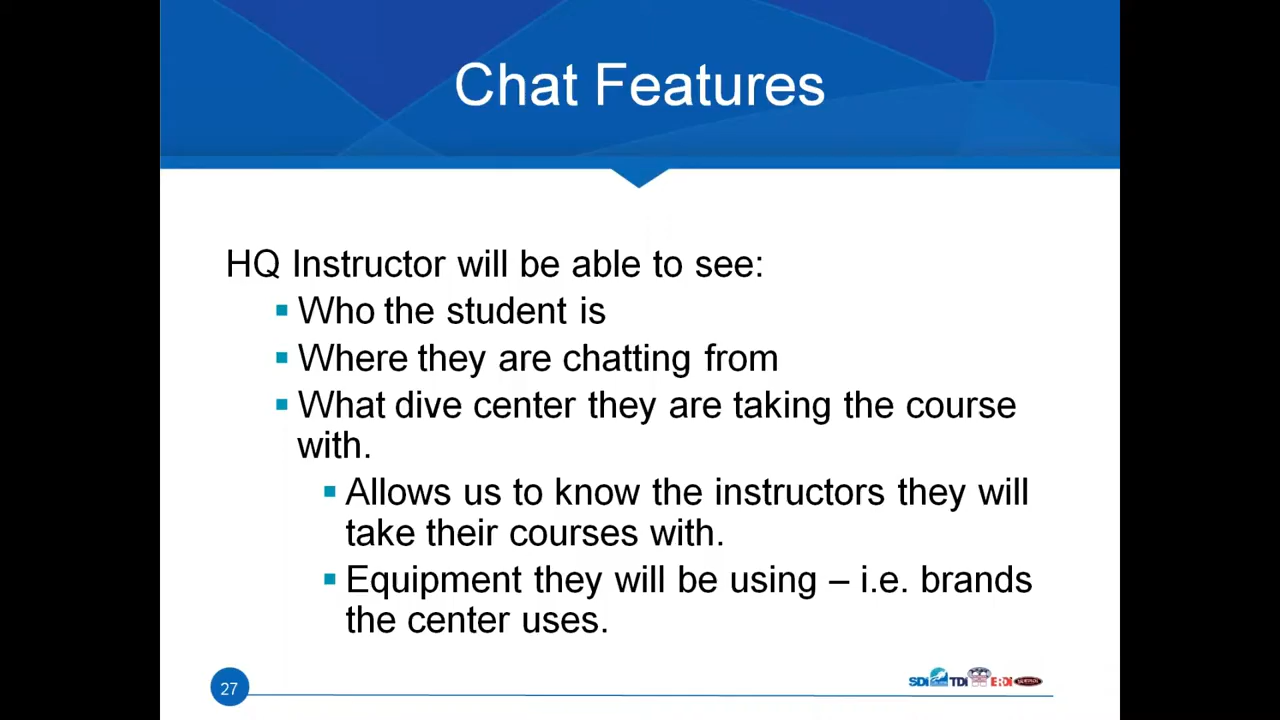 Chat Features
HQ Instructor will be able to see:
Who the student is
Where they are chatting from
What dive center they are taking the course
with.
Allows us to know the instructors they will
take their courses with.
Equipment they will be using – i.e. brands
the center uses.
27
SDI TDI ERDI